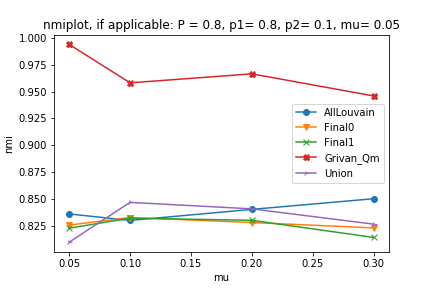 nmiplot, if applicable: P = 0.8, p1= 0.8, p2= 0.1, mu= 0.05
1.000
0.975
0.950
0.925
0.900
0.875
0.850
0.825
nmi
AllLouvain
Final0
Final1
Grivan_Qm
Union
0.05 0.10 0.15 0.20 0.25 0.30
mu